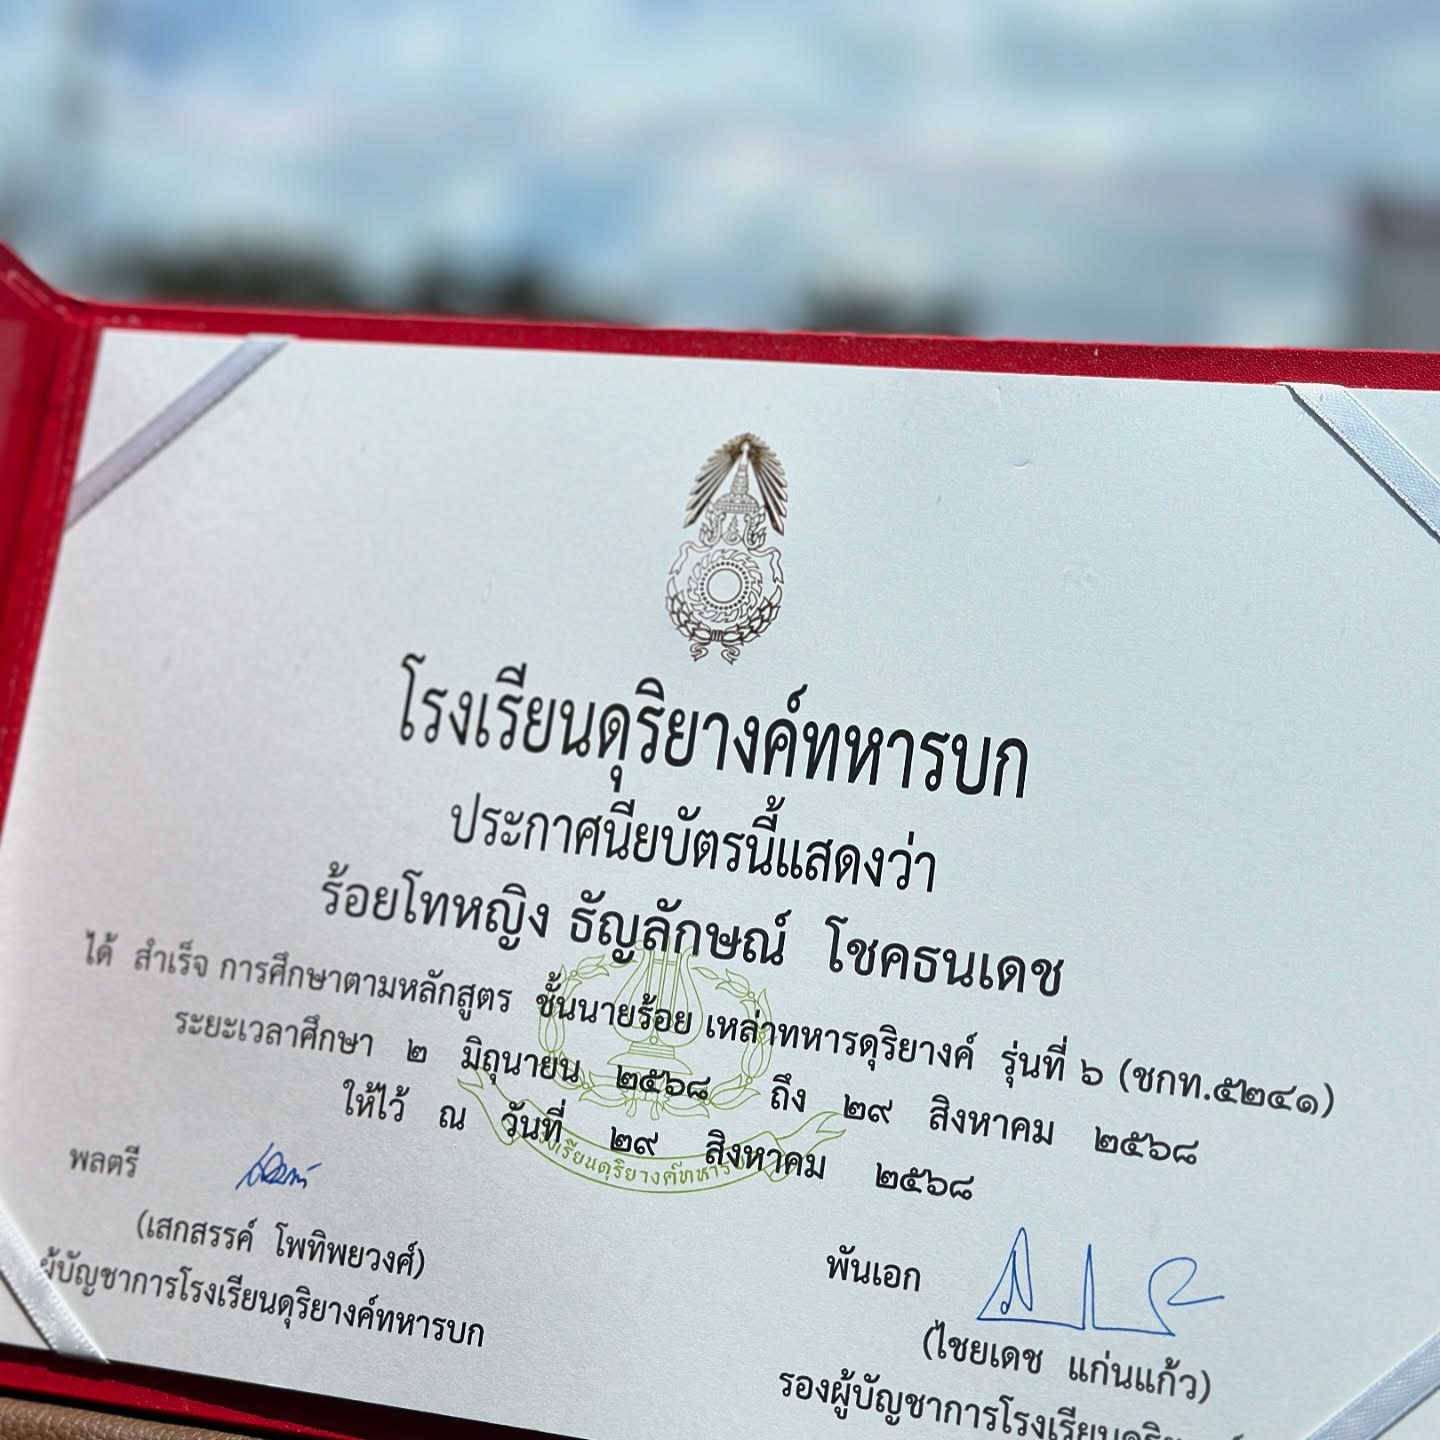 โรงเรียนดุริยางค์ทหารบก
ประกาศนียบัตรนี้แสดงว่า
ร้อยโทหญิง ธัญลักษณ์ โชคธนเดช
ได้ สำเร็จ การศึกษาตามหลักสูตร ชั้นนายร้อย เหล่าทหารดุริยางค์ รุ่นที่ ๖ (ชกท.๕๒๔๑)
ระยะเวลาศึกษา ๒ มิถุนายน ๒๕๖๘ ถึง ๒๙ สิงหาคม ๒๕๖๘
ให้ไว้ ณ วันที่ ๒๙ สิงหาคม ๒๕๖๘
พลตรี
(เสกสรรค์ โพทิพยวงศ์)
ผู้บัญชาการโรงเรียนดุริยางค์ทหารบก
พันเอก
(ไชยเดช แก่นแก้ว)
รองผู้บัญชาการโรงเรียน